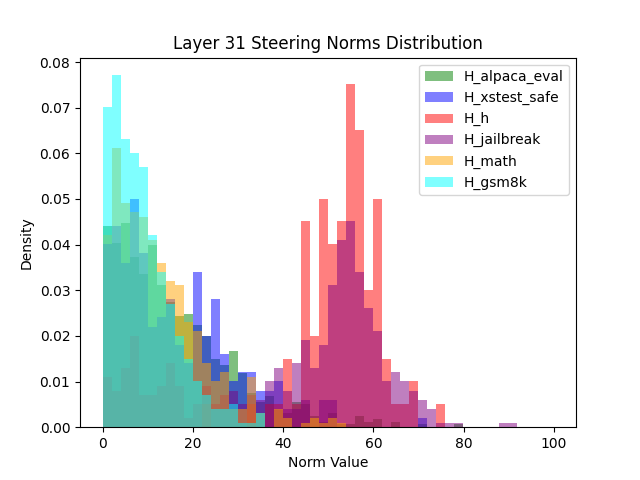 Layer 31 Steering Norms Distribution
H_alpaca_eval
H_xstest_safe
H_h
H_jailbreak
H_math
H_gsm8k
Density
0.08
0.07
0.06
0.05
0.04
0.03
0.02
0.01
0.00
0 20 40 60 80 100
Norm Value